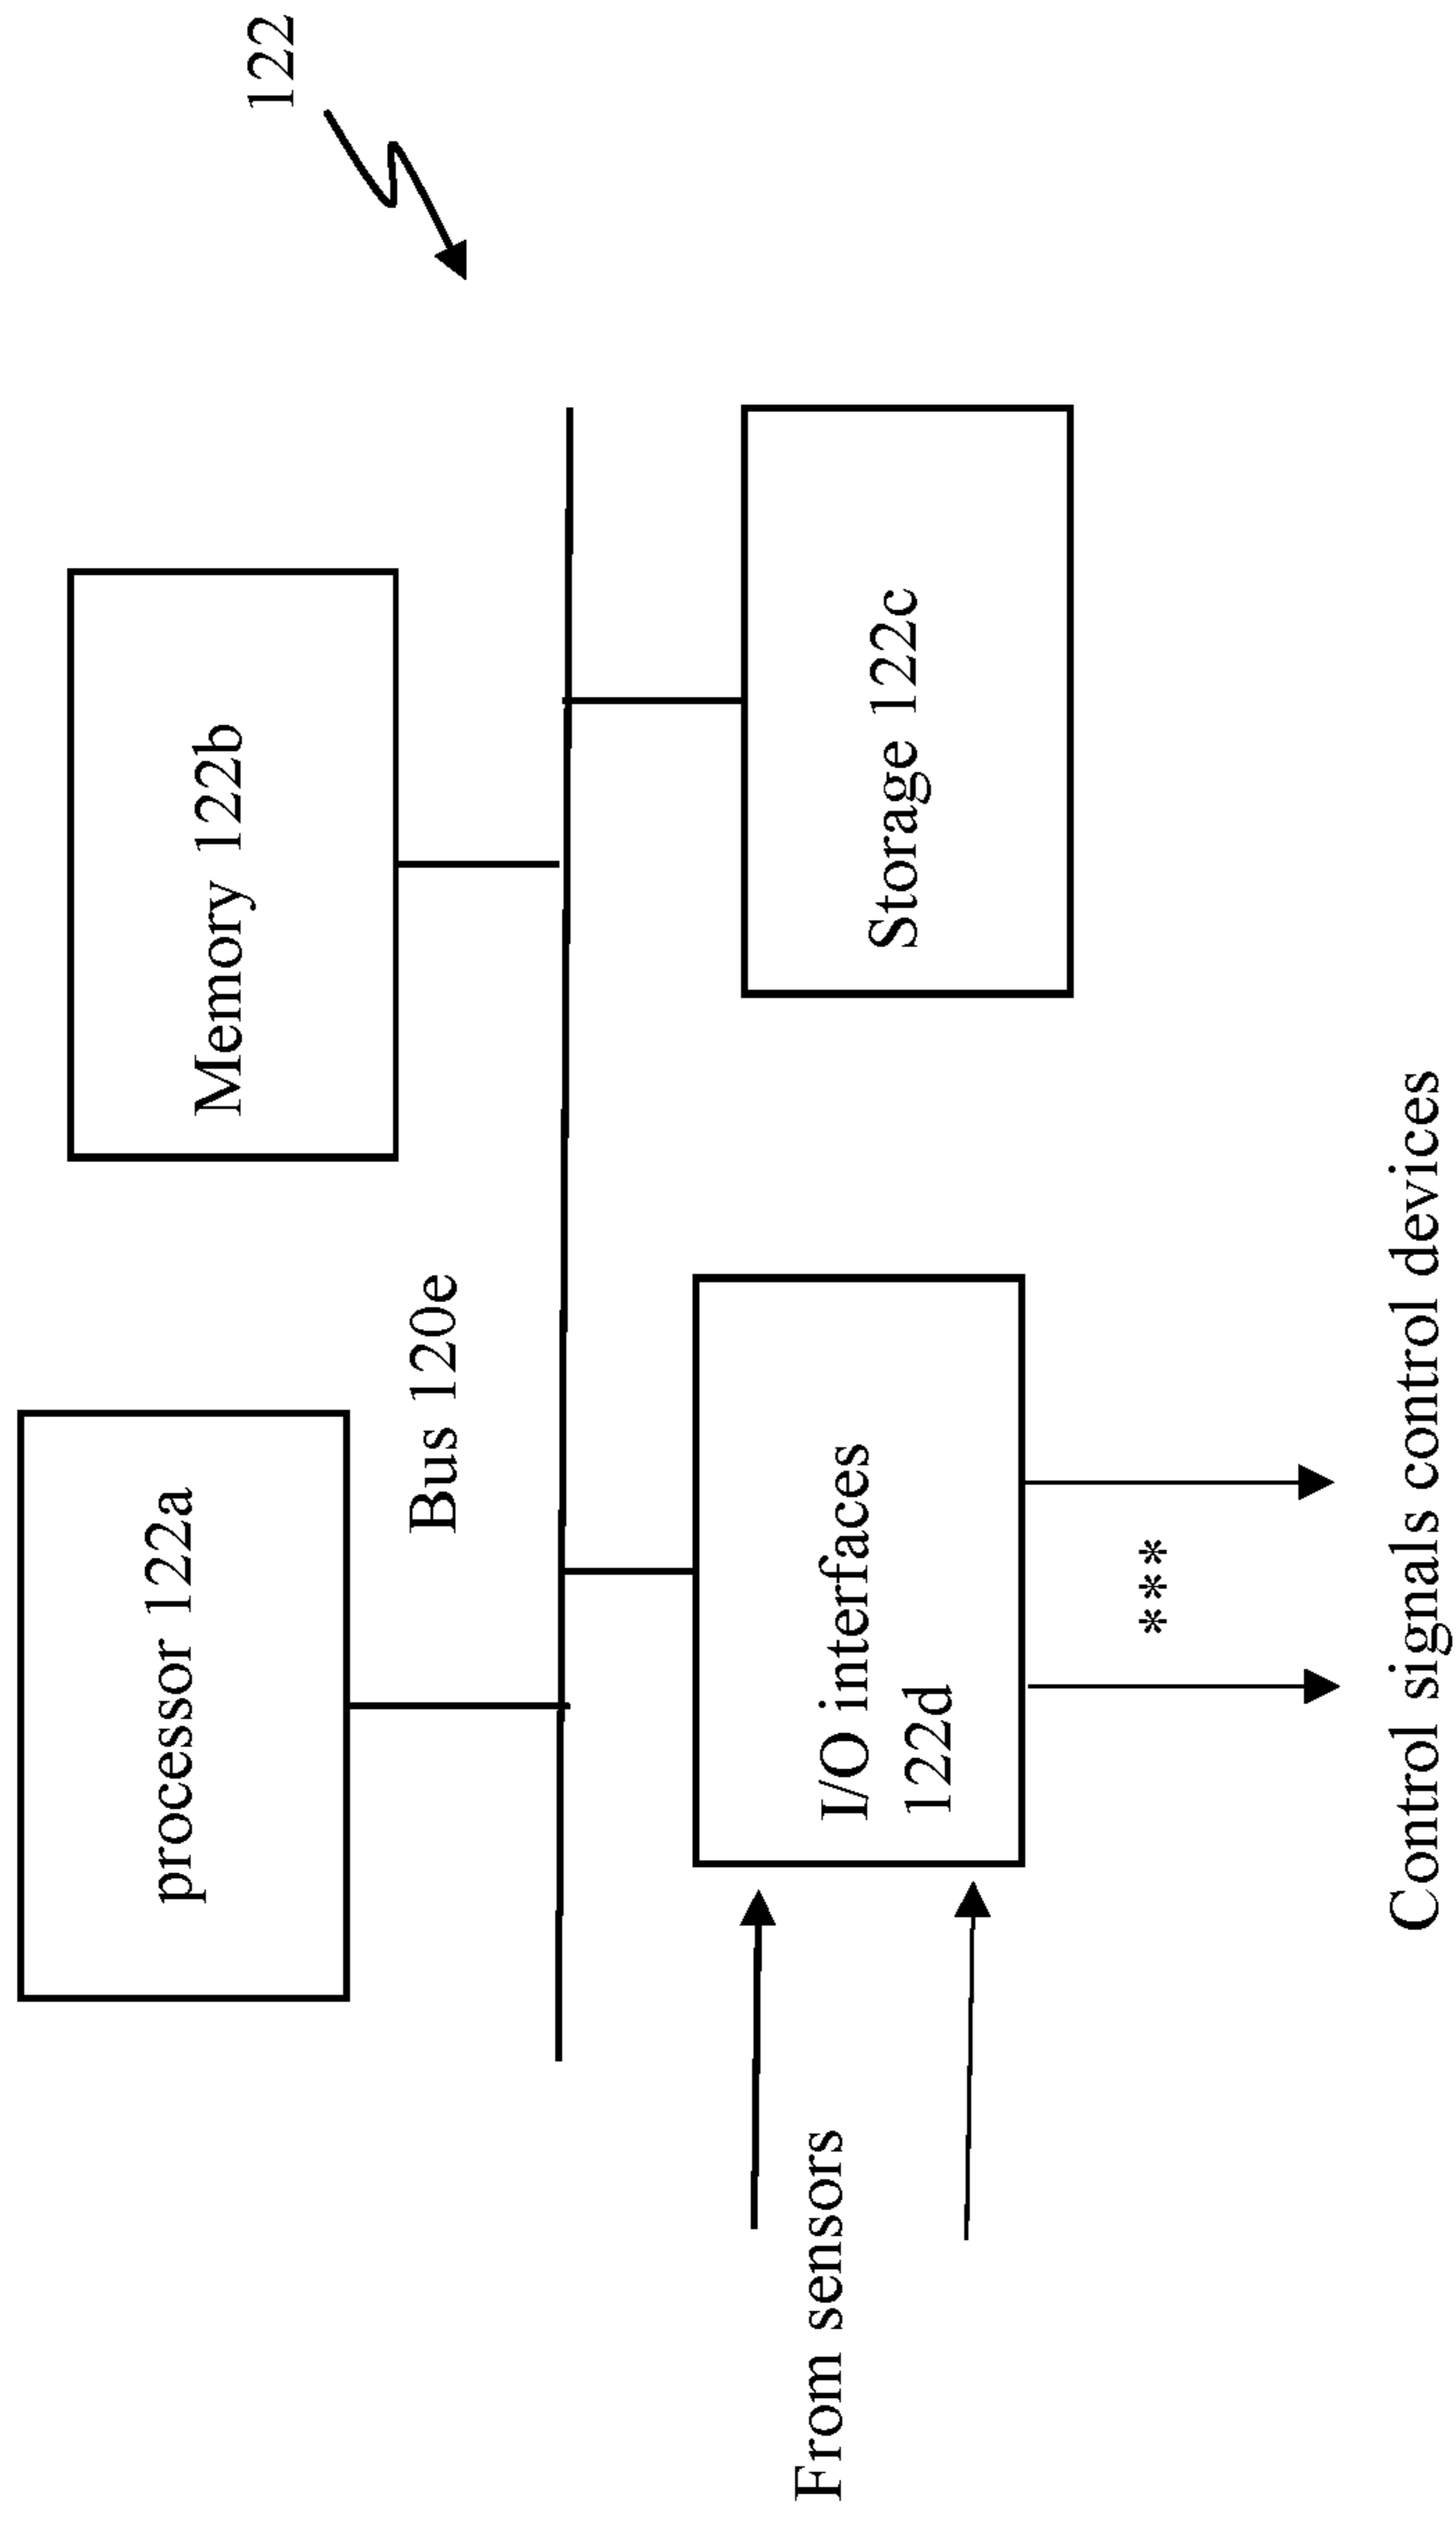 122
processor 122a
Memory 122b
Bus 120e
I/O interfaces
122d
Storage 122c
From sensors
***
Control signals control devices